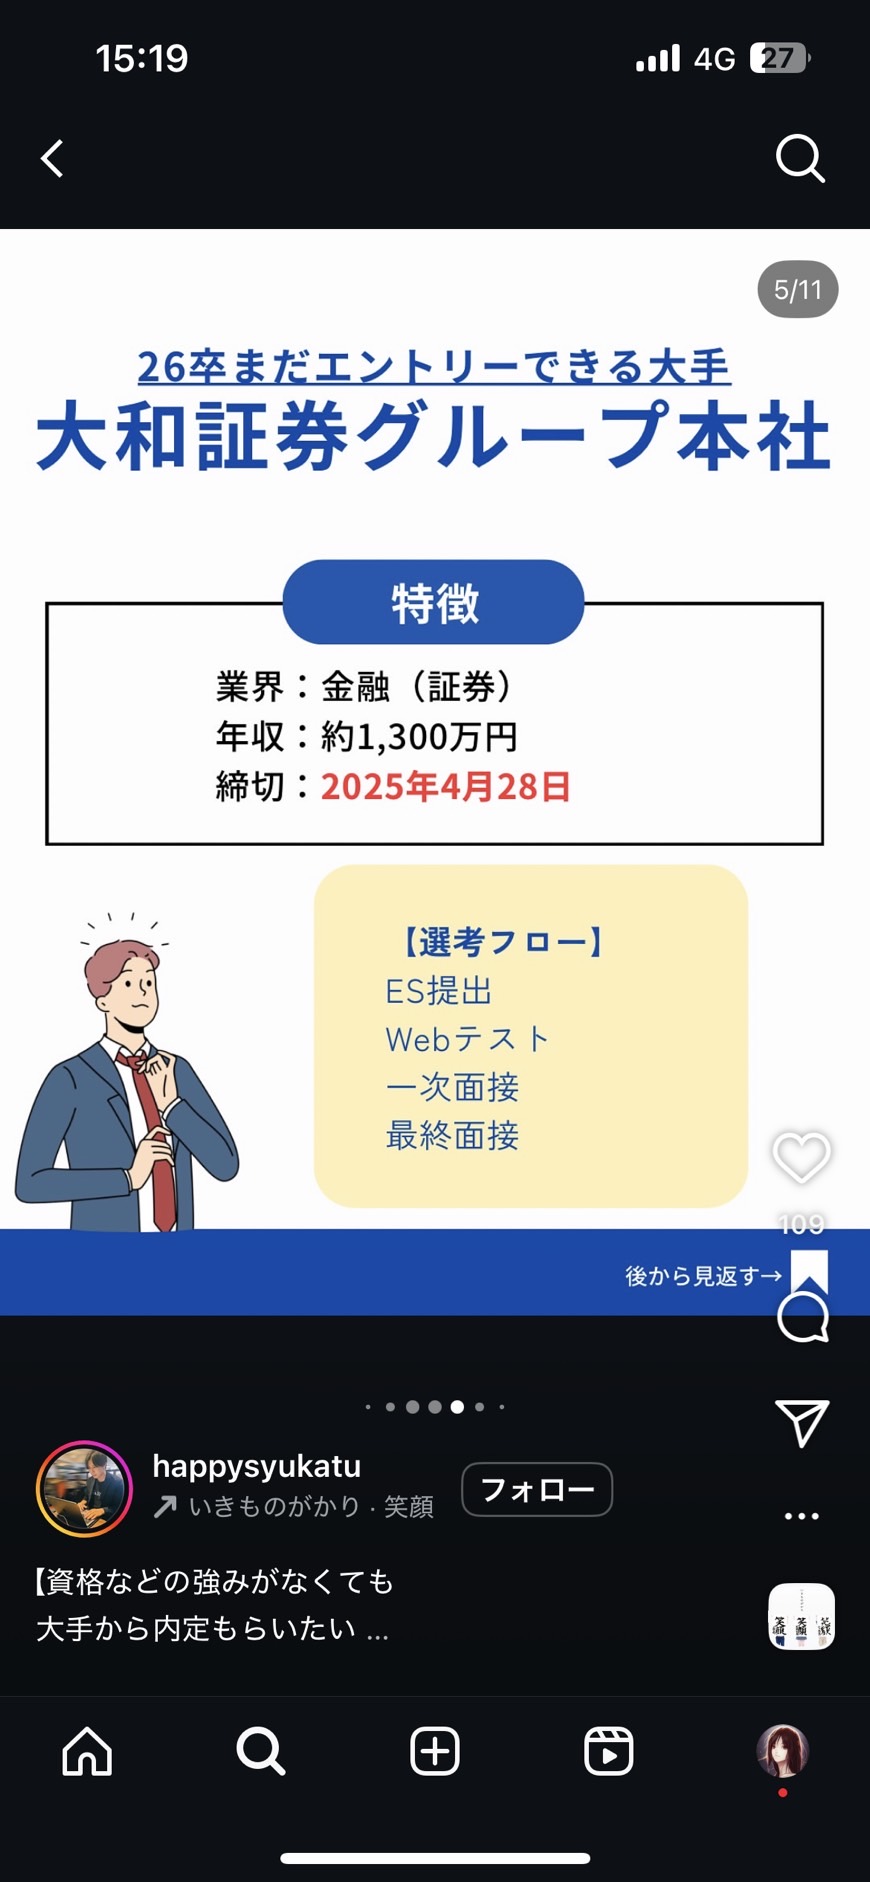 15:19
4G 27
5/11
26卒まだエントリーできる大手
大和証券グループ本社
特徴
業界：金融（証券）
年収：約1,300万円
締切：2025年4月28日
【選考フロー】
ES提出
Webテスト
一次面接
最終面接
109
後から見返す→
happysyukatu
いきものがかり · 笑顔
フォロー
【資格などの強みがなくても
大手から内定もらいたい ...
笑顔 笑顔 笑顔